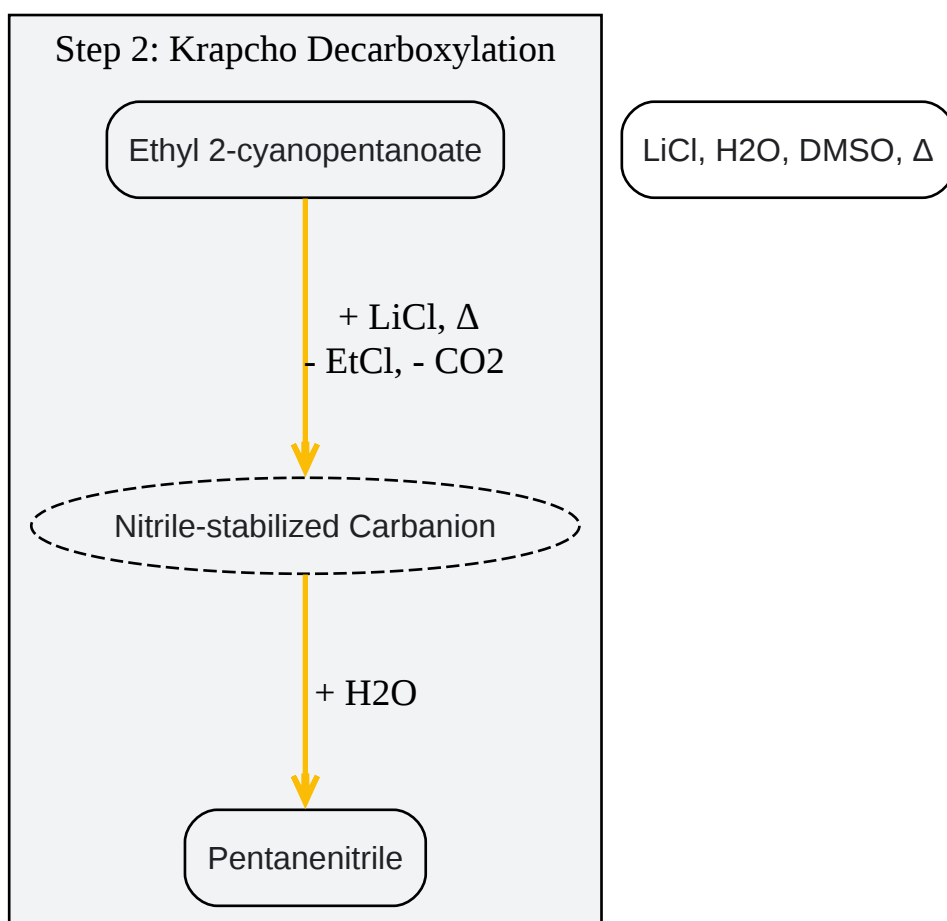 Step 2: Krapcho Decarboxylation
Ethyl 2-cyanopentanoate
LiCl, H2O, DMSO, Δ
+ LiCl, Δ
- EtCl, - CO2
Nitrile-stabilized Carbanion
+ H2O
Pentanenitrile